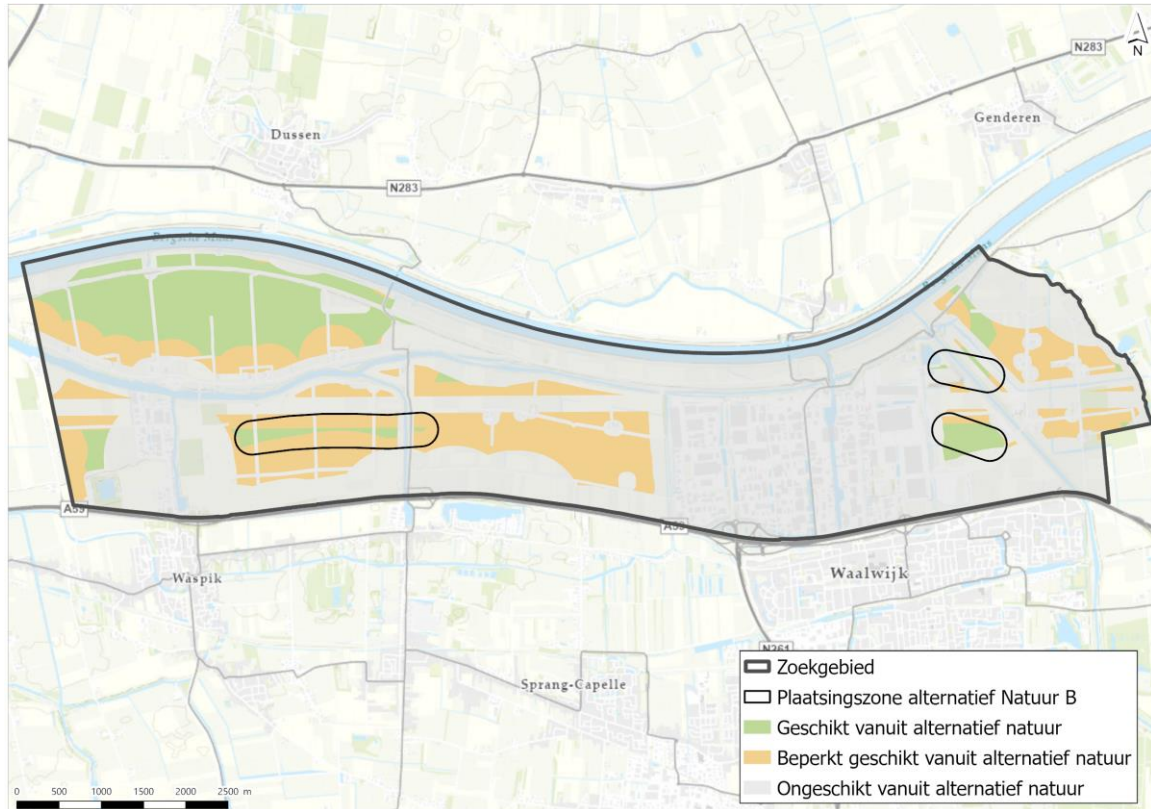 N283
N
Genderen
Dussen
N283
Bergsche Maas
A59
A59
Waspik
Waalwijk
N261
Sprang-Capelle
Zoekgebied
Plaatsingszone alternatief Natuur B
Geschikt vanuit alternatief natuur
Beperkt geschikt vanuit alternatief natuur
Ongeschikt vanuit alternatief natuur
0 500 1000 1500 2000 2500 m